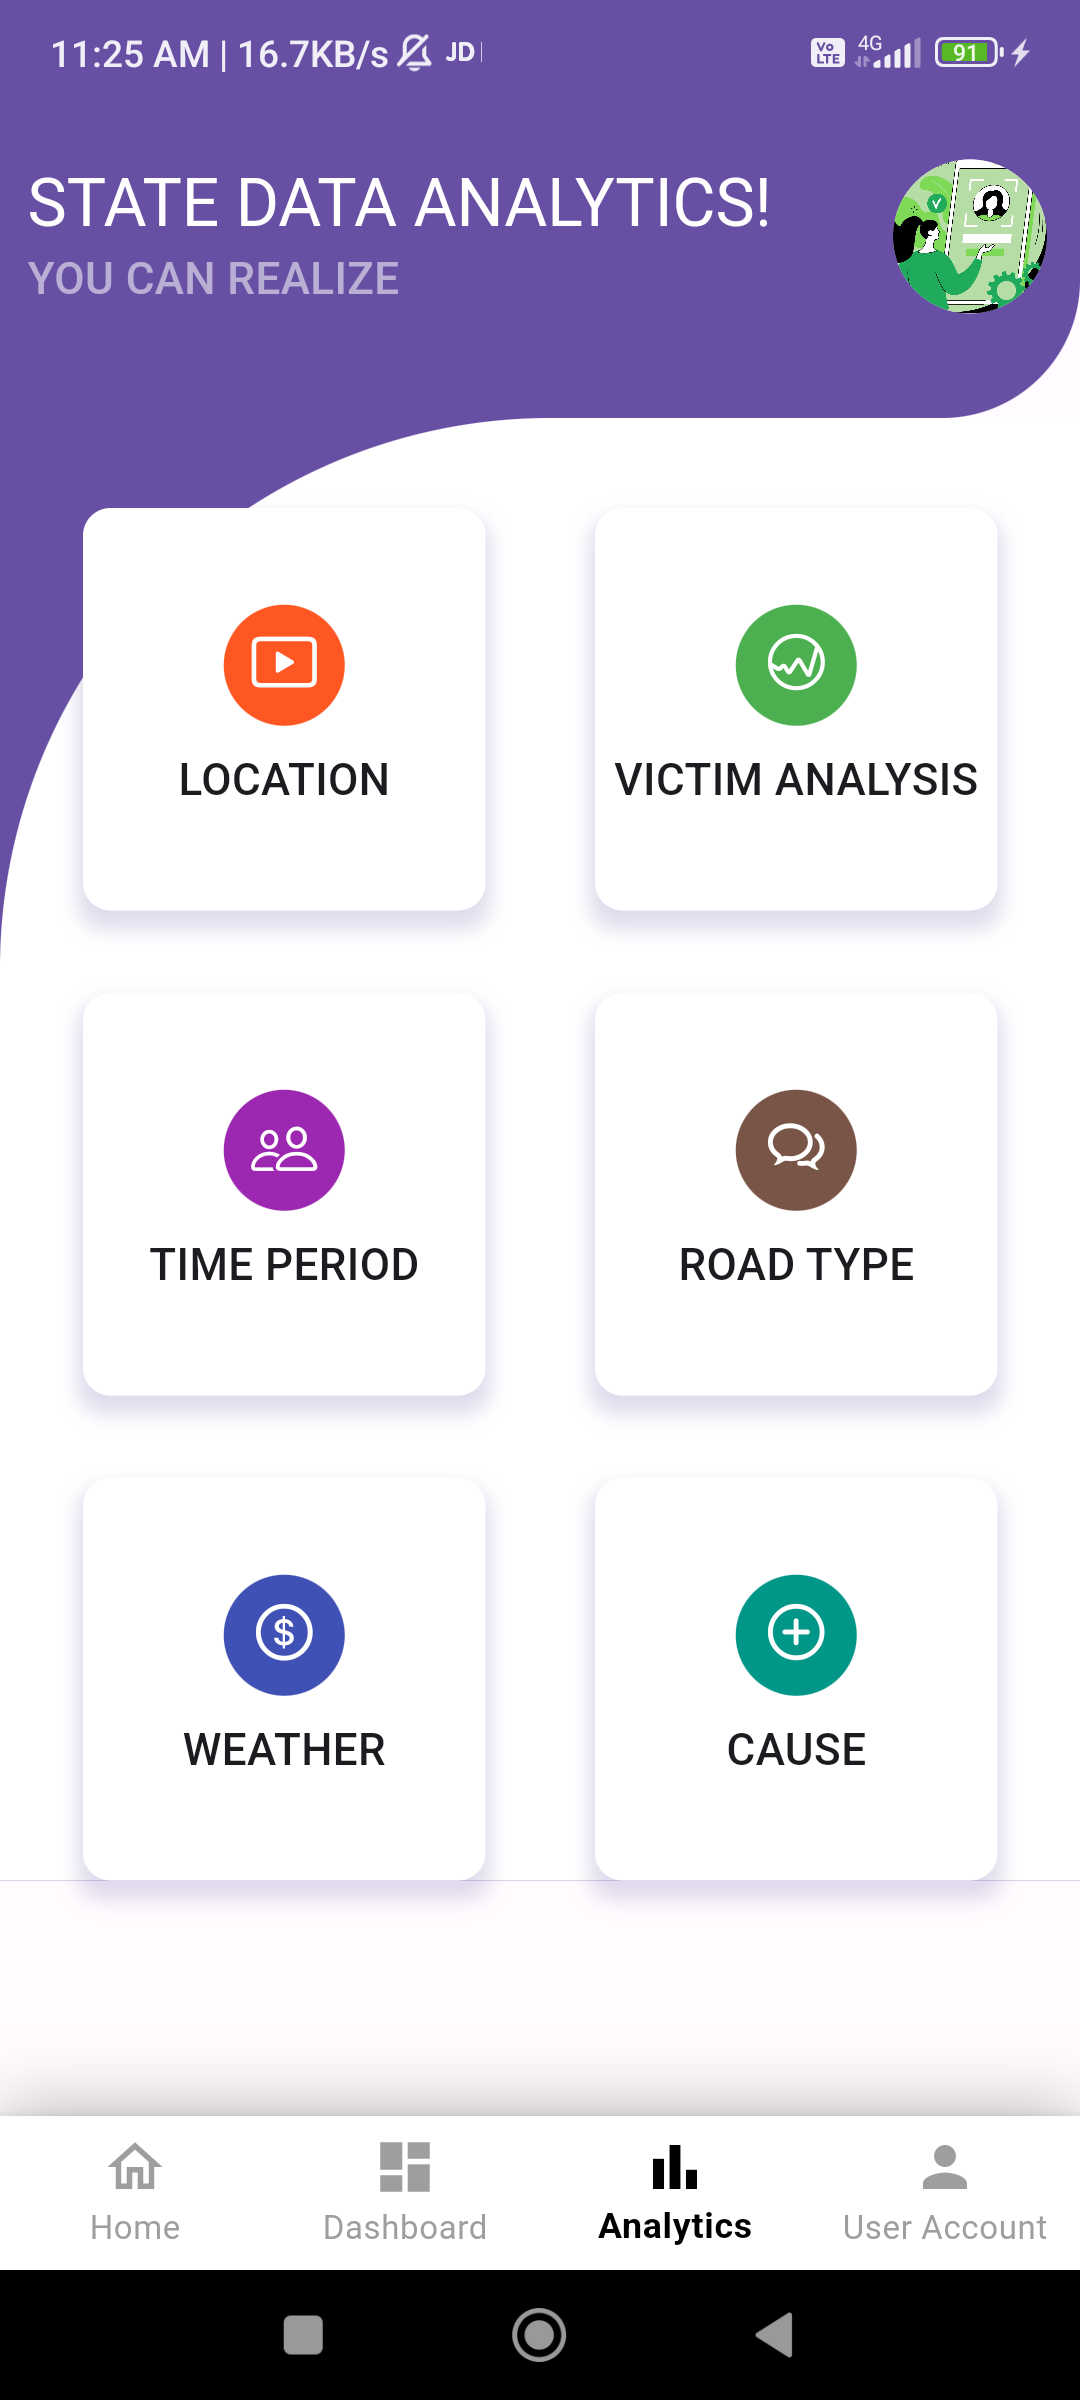 11:25 AM | 16.7KB/s JD
Vo LTE 4G 91
STATE DATA ANALYTICS!
YOU CAN REALIZE
LOCATION
VICTIM ANALYSIS
TIME PERIOD
ROAD TYPE
$
WEATHER
CAUSE
Home
Dashboard
Analytics
User Account